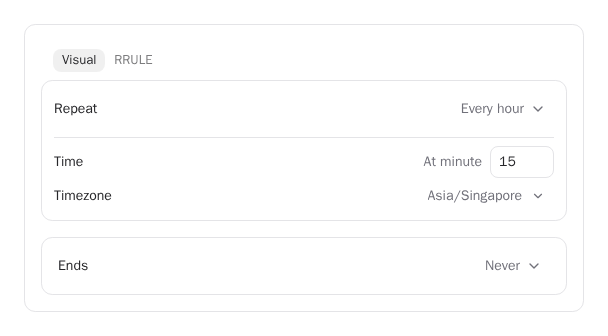 Visual RRULE
Repeat Every hour
Time At minute 15
Timezone Asia/Singapore
Ends Never